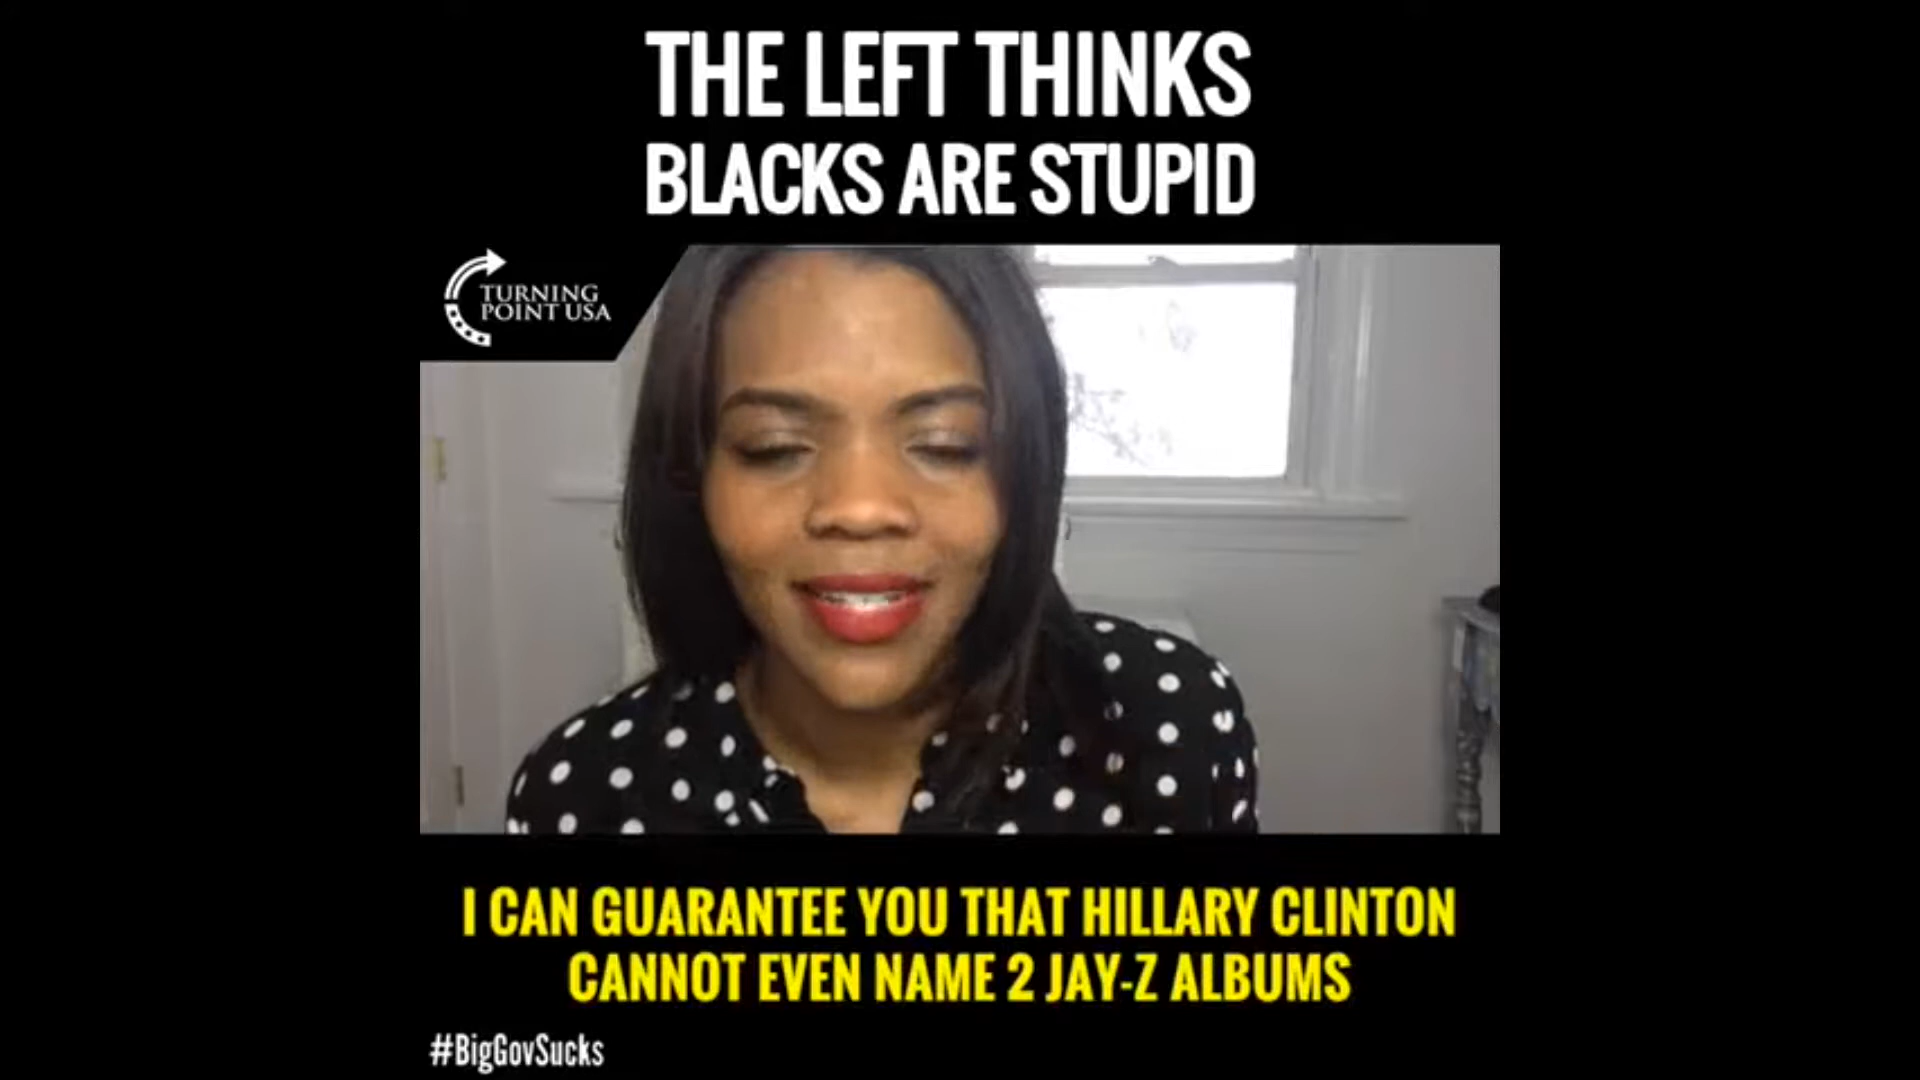 THE LEFT THINKS
BLACKS ARE STUPID
TURNING
POINT USA
I CAN GUARANTEE YOU THAT HILLARY CLINTON
CANNOT EVEN NAME 2 JAY-Z ALBUMS
#BigGovSucks